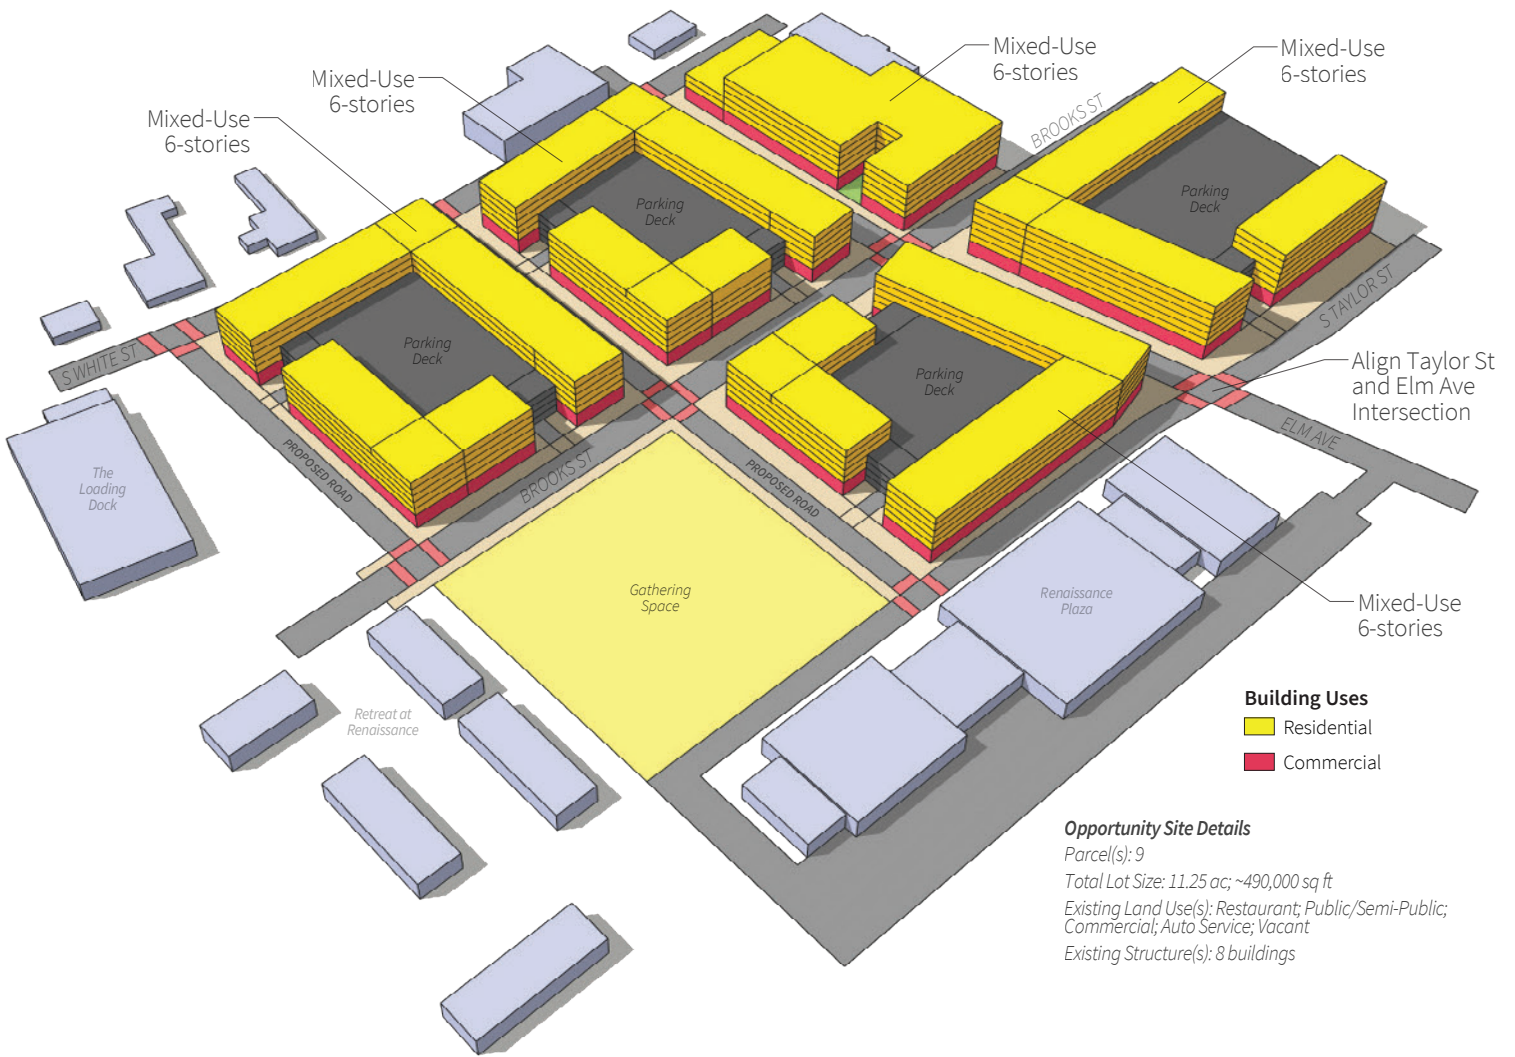 Mixed-Use
6-stories
Mixed-Use
6-stories
Mixed-Use
6-stories
Mixed-Use
6-stories
BROOKS ST
Parking
Deck
Parking
Deck
S TAYLOR ST
S WHITE ST
Parking
Deck
Parking
Deck
Align Taylor St
and Elm Ave
Intersection
ELM AVE
The
Loading
Dock
PROPOSED ROAD
BROOKS ST
PROPOSED ROAD
Gathering
Space
Renaissance
Plaza
Mixed-Use
6-stories
Retreat at
Renaissance
Building Uses
Residential
Commercial
Opportunity Site Details
Parcel(s): 9
Total Lot Size: 11.25 ac; ~490,000 sq ft
Existing Land Use(s): Restaurant; Public/Semi-Public;
Commercial; Auto Service; Vacant
Existing Structure(s): 8 buildings